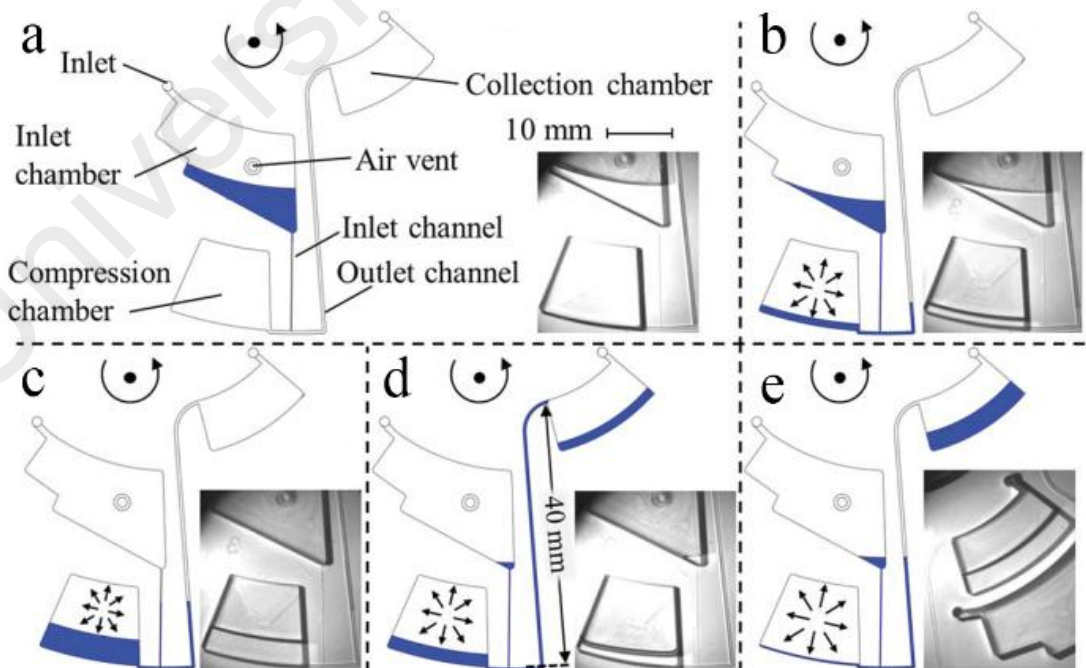 a
Inlet
Collection chamber
10 mm
Inlet
chamber
Air vent
Inlet channel
Compression
chamber
Outlet channel
b
c
d
40 mm
e